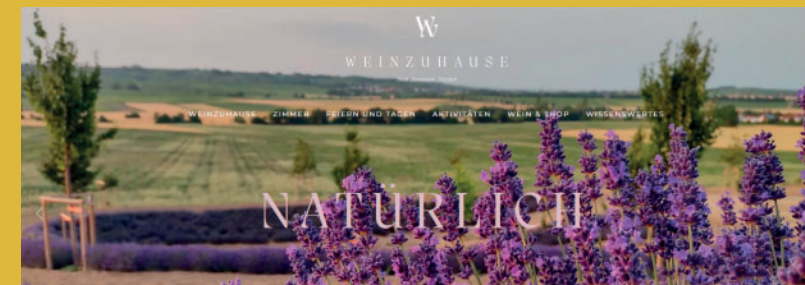 W
WEINZUHAUSE
WEINZUHAUSE ZIMMER FEIERN UND TAGEN AKTIVITÄTEN WEIN & SHOP WISSENSWERTES
NATÜRLICH